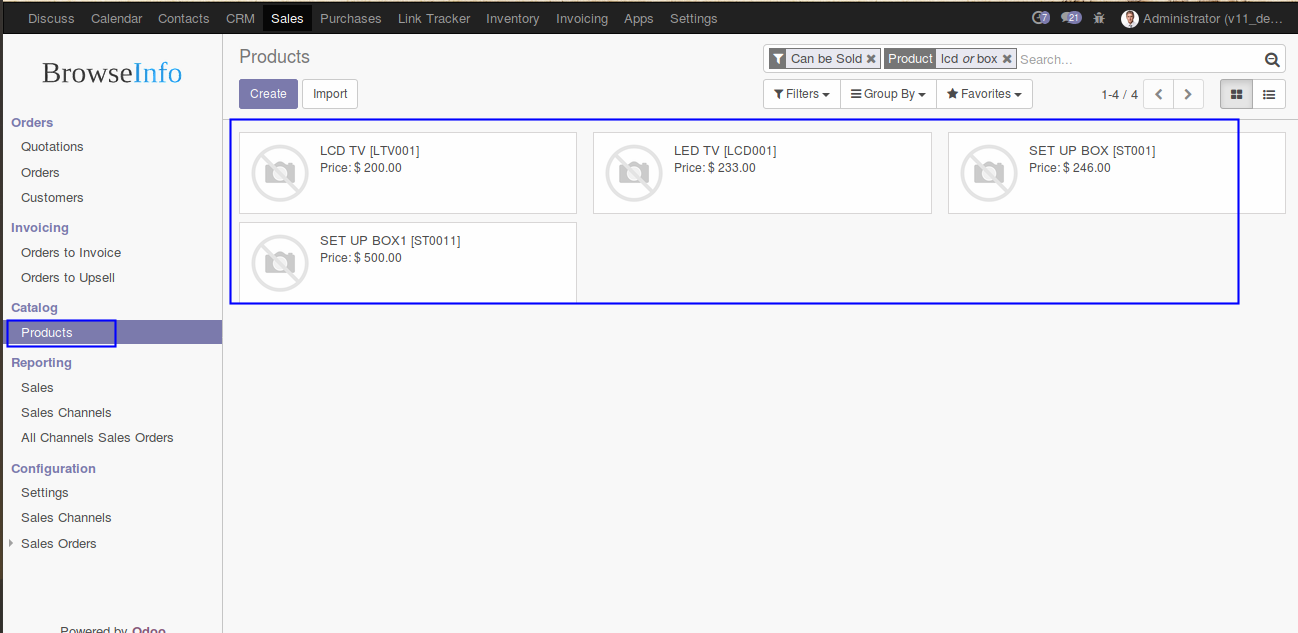 Discuss Calendar Contacts CRM Sales Purchases Link Tracker Inventory Invoicing Apps Settings 7 21 Administrator (v11_de...
BrowseInfo
Orders
Quotations
Orders
Customers
Invoicing
Orders to Invoice
Orders to Upsell
Catalog
Products
Reporting
Sales
Sales Channels
All Channels Sales Orders
Configuration
Settings
Sales Channels
Sales Orders
Powered by Odoo
Products
Can be Sold Product lcd or box Search...
Create Import
Filters Group By Favorites 1-4 / 4
LCD TV [LTV001]
Price: $ 200.00
LED TV [LCD001]
Price: $ 233.00
SET UP BOX [ST001]
Price: $ 246.00
SET UP BOX1 [ST0011]
Price: $ 500.00